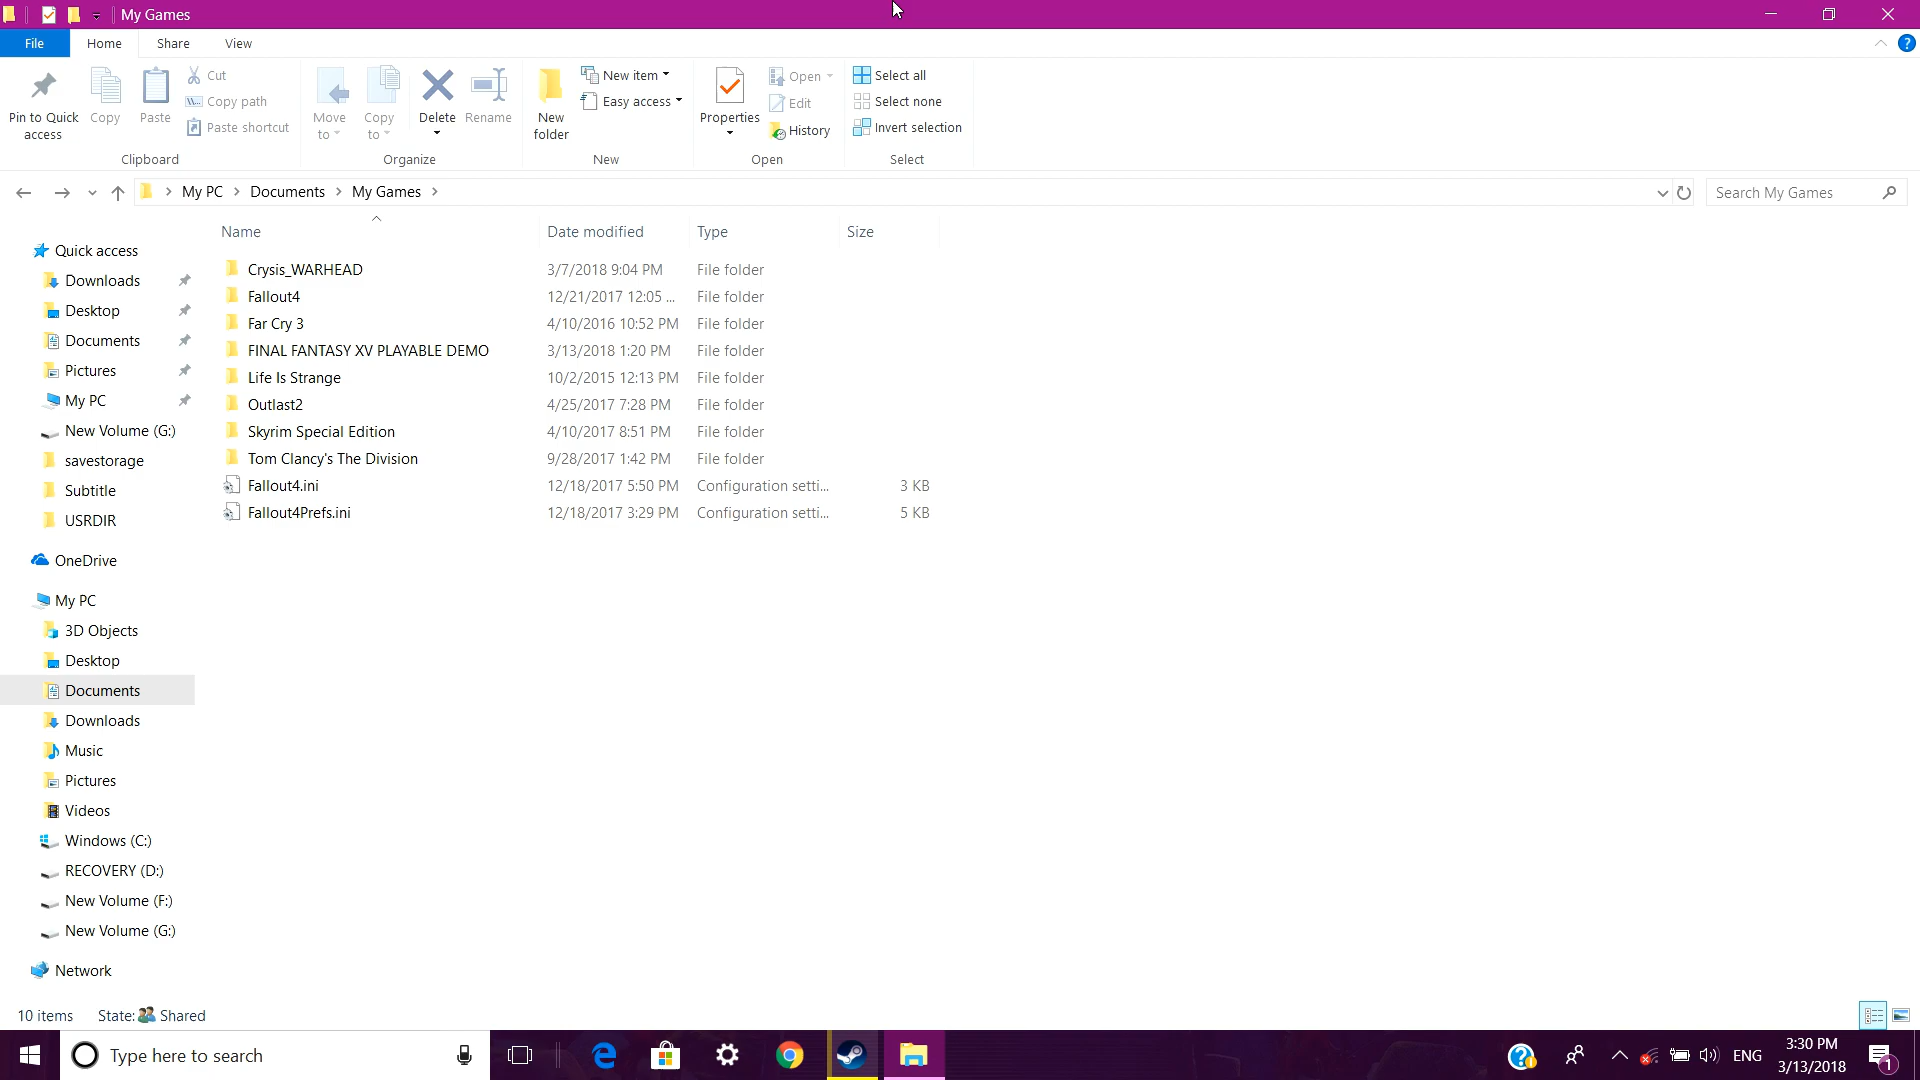 My Games
File Home Share View
Pin to Quick access
Copy
Paste
Cut
Copy path
Paste shortcut
Clipboard
Move to
Copy to
Delete
Rename
Organize
New folder
New item
Easy access
New
Properties
Open
Edit
History
Open
Select all
Select none
Invert selection
Select
My PC Documents My Games
Search My Games
Name Date modified Type Size
Crysis_WARHEAD 3/7/2018 9:04 PM File folder
Fallout4 12/21/2017 12:05 ... File folder
Far Cry 3 4/10/2016 10:52 PM File folder
FINAL FANTASY XV PLAYABLE DEMO 3/13/2018 1:20 PM File folder
Life Is Strange 10/2/2015 12:13 PM File folder
Outlast2 4/25/2017 7:28 PM File folder
Skyrim Special Edition 4/10/2017 8:51 PM File folder
Tom Clancy's The Division 9/28/2017 1:42 PM File folder
Fallout4.ini 12/18/2017 5:50 PM Configuration setti... 3 KB
Fallout4Prefs.ini 12/18/2017 3:29 PM Configuration setti... 5 KB
Quick access
Downloads
Desktop
Documents
Pictures
My PC
New Volume (G:)
savestorage
Subtitle
USRDIR
OneDrive
My PC
3D Objects
Desktop
Documents
Downloads
Music
Pictures
Videos
Windows (C:)
RECOVERY (D:)
New Volume (F:)
New Volume (G:)
Network
10 items State: Shared
Type here to search
ENG
3:30 PM
3/13/2018
1